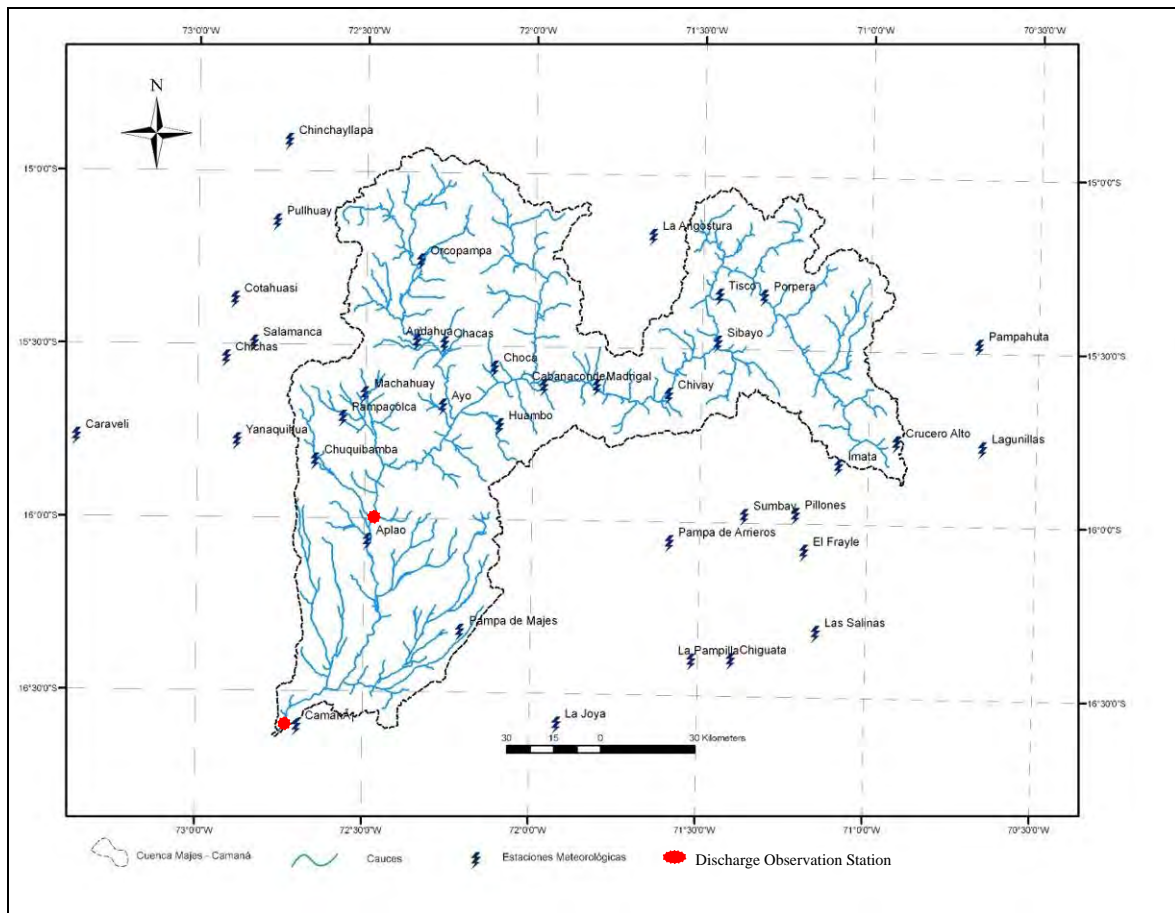 73°0'0"W 72°30'0"W 72°0'0"W 71°30'0"W 71°0'0"W 70°30'0"W
N
Chinchayllapa
15°0'0"S 15°0'0"S
Pullhuay
La Angostura
Orcopampa
Cotahuasi
Tisco Porpera
Salamanca Andahua Chacas Sibayo
15°30'0"S 15°30'0"S
Chichas
Pampahuta
Choco
Cabanaconde Madrigal
Machahuay
Chivay
Ayo
Pampacolca
Huambo
Caraveli
Yanaquihua
Crucero Alto
Lagunillas
Chuquibamba
Imata
Sumbay Pillones
16°0'0"S 16°0'0"S
Aplao
Pampa de Arrieros
El Frayle
Pampa de Majes
Las Salinas
La Pampilla Chiguata
16°30'0"S 16°30'0"S
La Joya
30 15 0 30 Kilometers
73°0'0"W 72°30'0"W 72°0'0"W 71°30'0"W 71°0'0"W 70°30'0"W
Cuenca Majes - Camaná Cauces Estaciones Meteorológicas Discharge Observation Station